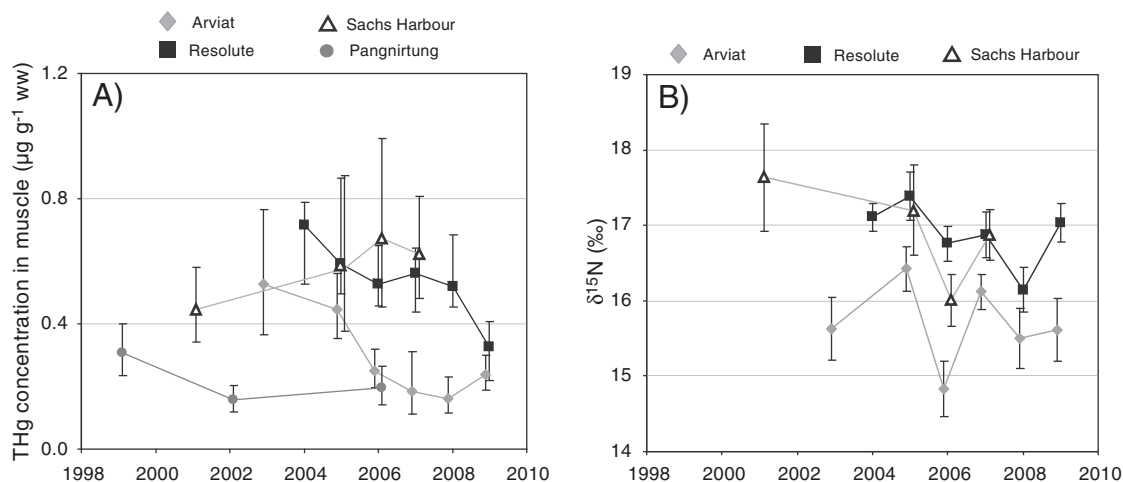 Arviat
Sachs Harbour
Resolute
Pangnirtung
A)
THg concentration in muscle (µg g⁻¹ ww)
1.2
0.8
0.4
0.0
1998 2000 2002 2004 2006 2008 2010
Arviat Resolute Sachs Harbour
B)
δ¹⁵N (‰)
19
18
17
16
15
14
1998 2000 2002 2004 2006 2008 2010